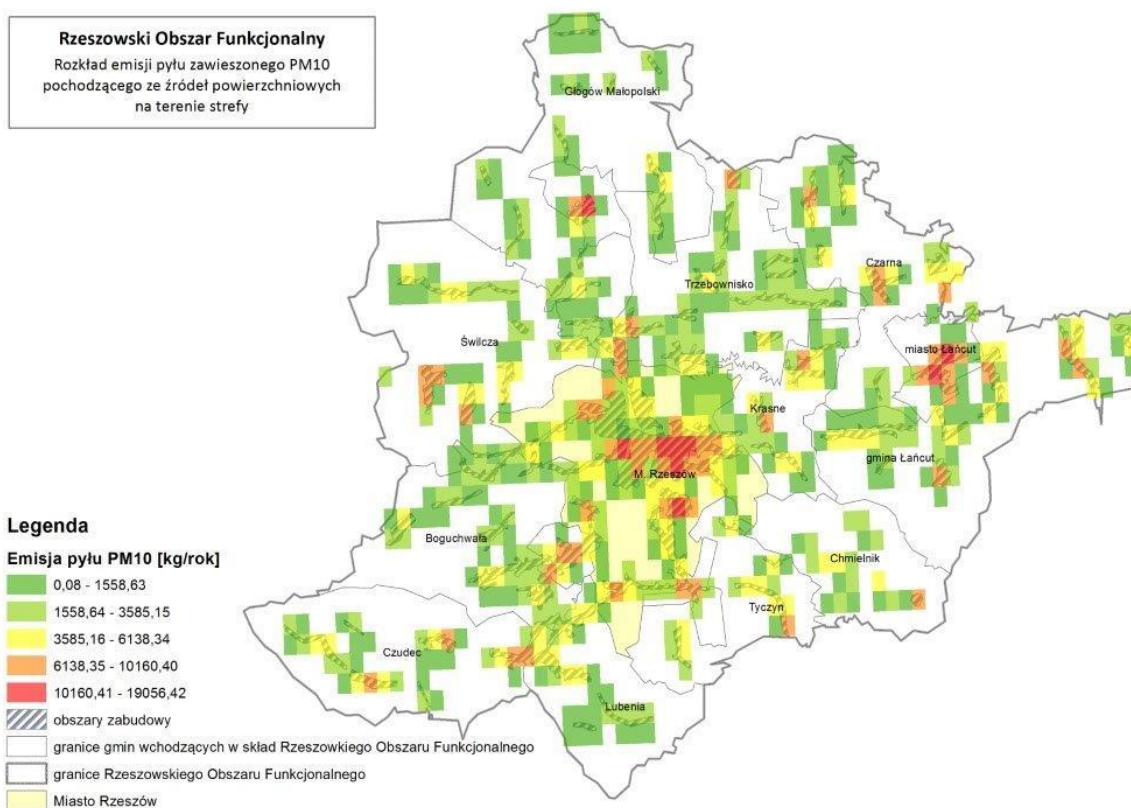 Rzeszowski Obszar Funkcjonalny
Rozkład emisji pyłu zawieszonego PM10
pochodzącego ze źródeł powierzchniowych
na terenie strefy
Głogów Małopolski
Czarna
Trzebownisko
Świlcza
miasto Łańcut
Krasne
gmina Łańcut
M. Rzeszów
Boguchwała
Chmielnik
Tyczyn
Czudec
Lubenia
Legenda
Emisja pyłu PM10 [kg/rok]
0,08 - 1558,63
1558,64 - 3585,15
3585,16 - 6138,34
6138,35 - 10160,40
10160,41 - 19056,42
obszary zabudowy
granice gmin wchodzących w skład Rzeszowkiego Obszaru Funkcjonalnego
granice Rzeszowskiego Obszaru Funkcjonalnego
Miasto Rzeszów